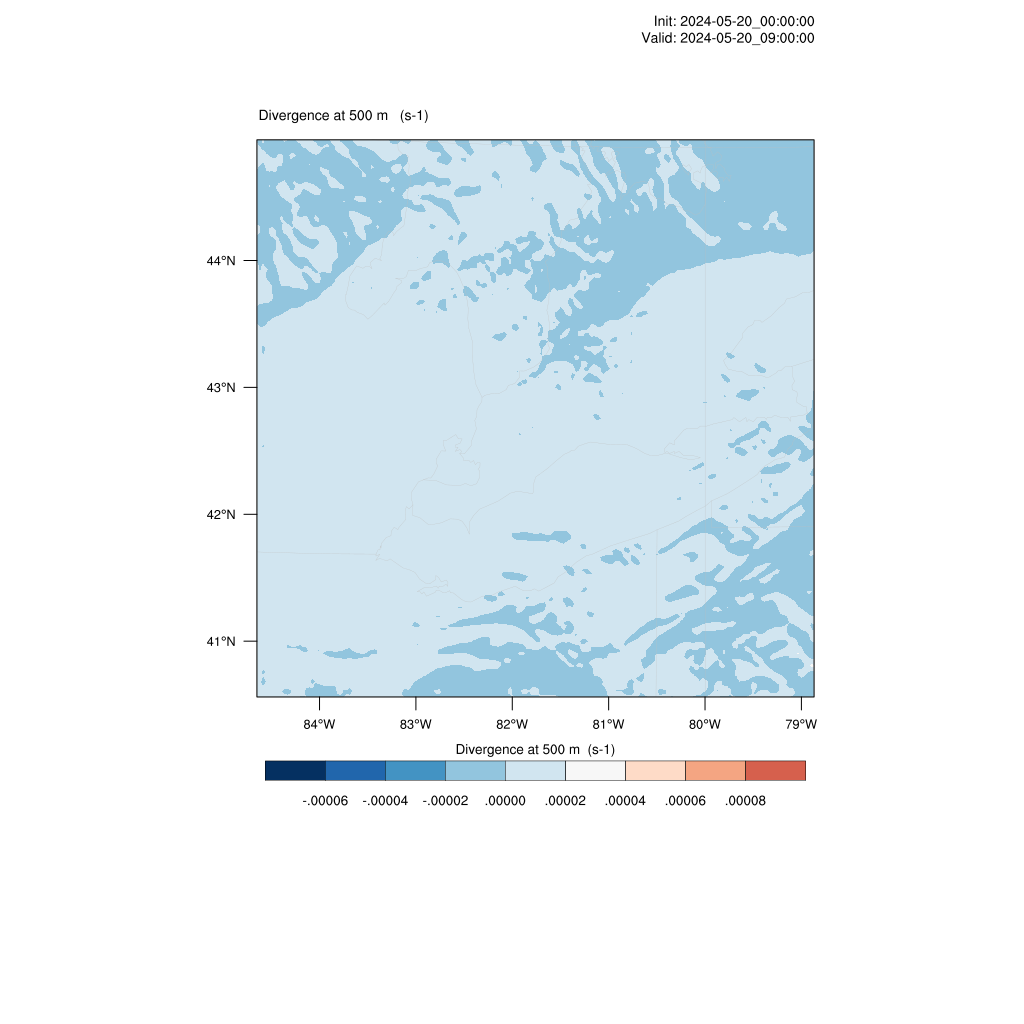 Init: 2024-05-20_00:00:00
Valid: 2024-05-20_09:00:00
Divergence at 500 m (s-1)
44°N
43°N
42°N
41°N
84°W 83°W 82°W 81°W 80°W 79°W
Divergence at 500 m (s-1)
-.00006 -.00004 -.00002 .00000 .00002 .00004 .00006 .00008